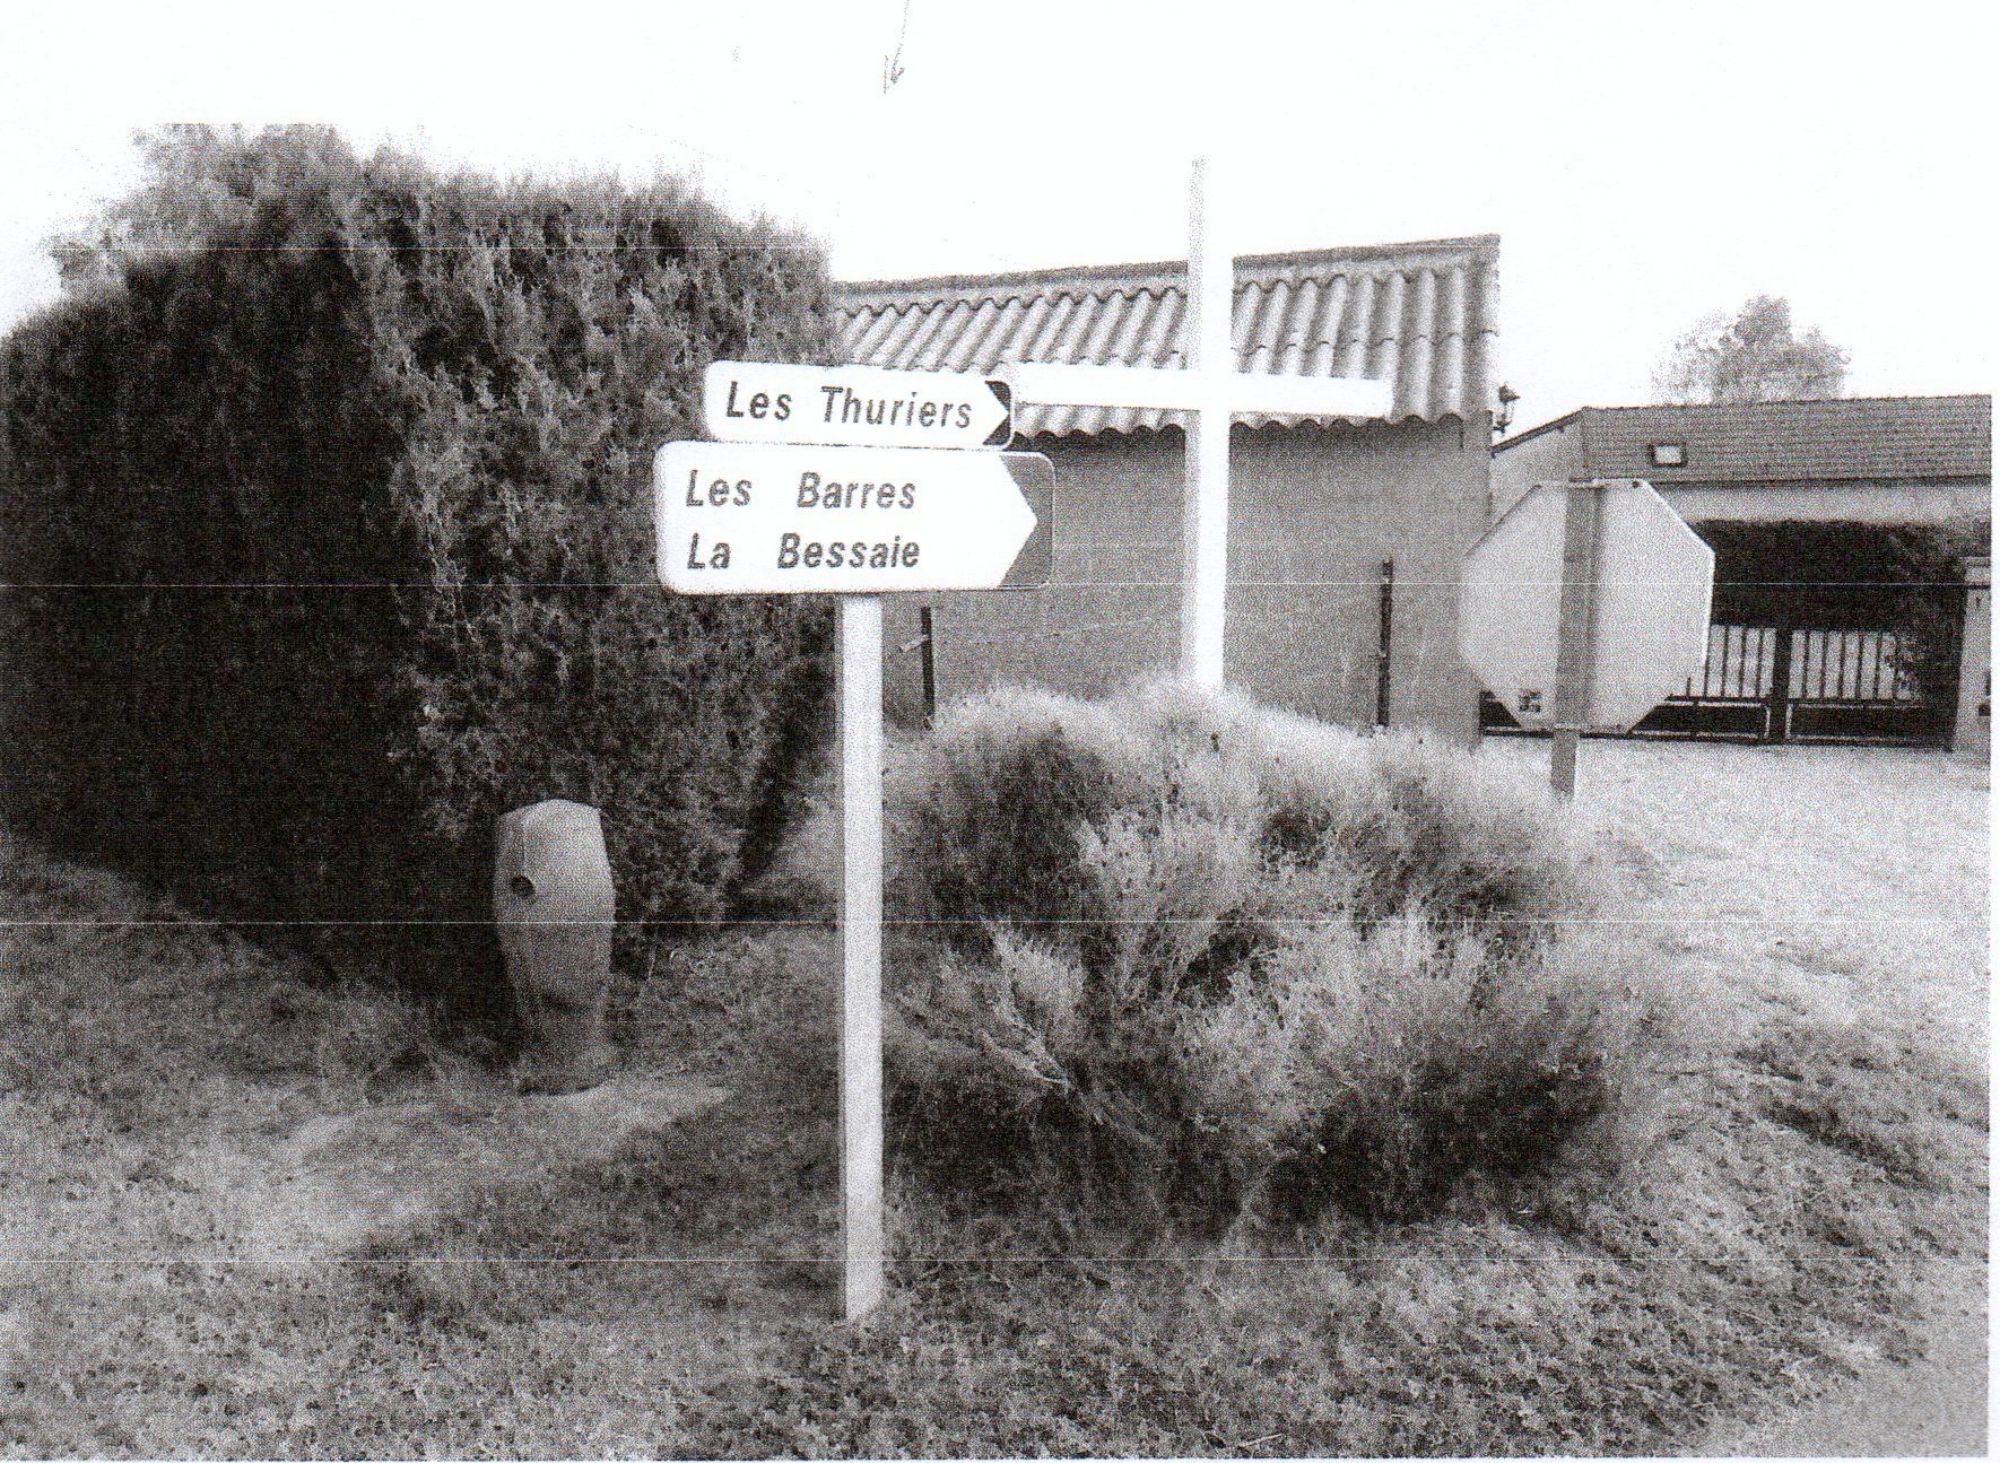 Les Thuriers
Les Barres
La Bessaie